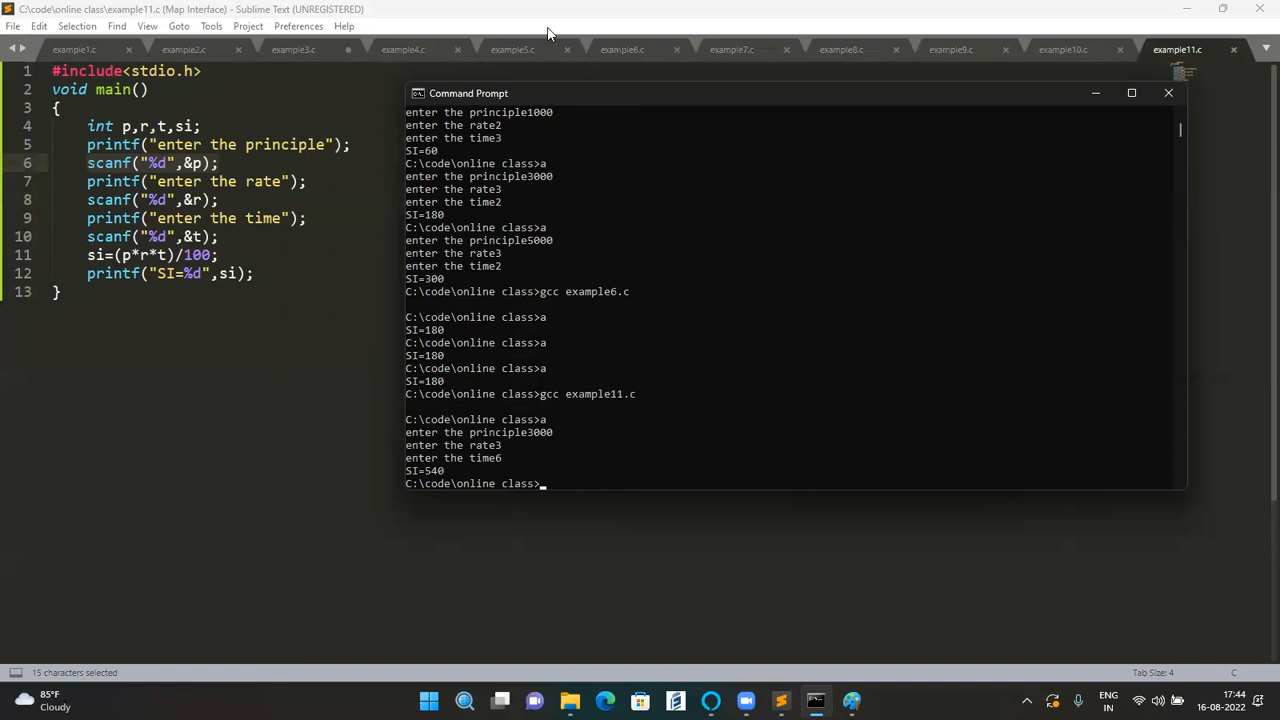 C:\code\online class\example11.c (Map Interface) - Sublime Text (UNREGISTERED)
File Edit Selection Find View Goto Tools Project Preferences Help
example1.c example2.c example3.c example4.c example5.c example6.c example7.c example8.c example9.c example10.c example11.c
1 #include<stdio.h>
2 void main()
3 {
4 int p,r,t,si;
5 printf("enter the principle");
6 scanf("%d",&p);
7 printf("enter the rate");
8 scanf("%d",&r);
9 printf("enter the time");
10 scanf("%d",&t);
11 si=(p*r*t)/100;
12 printf("SI=%d",si);
13 }
Command Prompt
enter the principle1000
enter the rate2
enter the time3
SI=60
C:\code\online class>a
enter the principle3000
enter the rate3
enter the time2
SI=180
C:\code\online class>a
enter the principle5000
enter the rate3
enter the time2
SI=300
C:\code\online class>gcc example6.c
C:\code\online class>a
SI=180
C:\code\online class>a
SI=180
C:\code\online class>a
SI=180
C:\code\online class>gcc example11.c
C:\code\online class>a
enter the principle3000
enter the rate3
enter the time6
SI=540
C:\code\online class>
15 characters selected Tab Size: 4 C
85°F
Cloudy
ENG
IN
17:44
16-08-2022